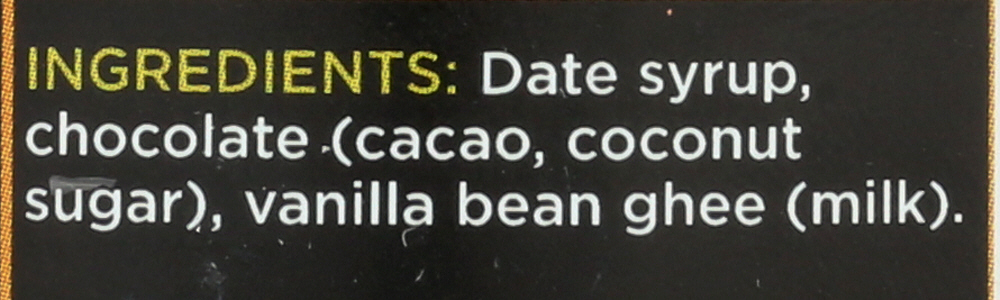 INGREDIENTS: Date syrup,
chocolate (cacao, coconut
sugar), vanilla bean ghee (milk).